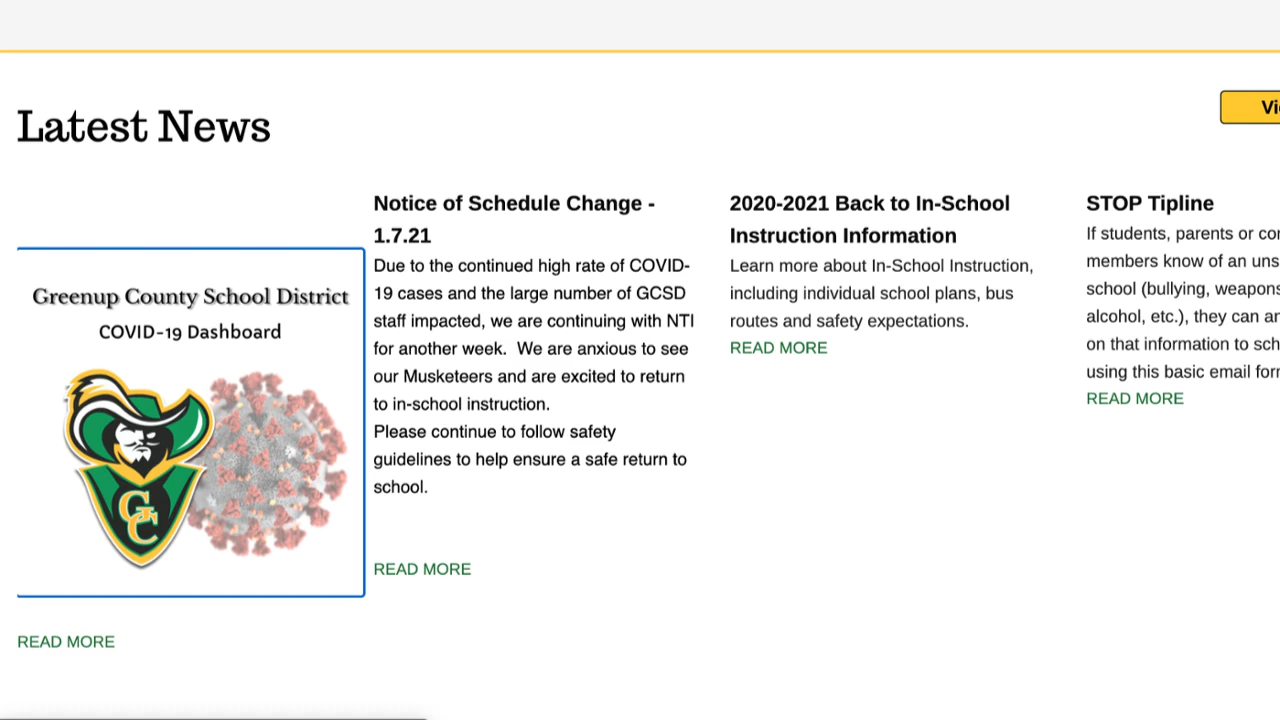 Latest News
Greenup County School District
COVID-19 Dashboard
GC
READ MORE
Notice of Schedule Change -
1.7.21
Due to the continued high rate of COVID-
19 cases and the large number of GCSD
staff impacted, we are continuing with NTI
for another week.  We are anxious to see
our Musketeers and are excited to return
to in-school instruction.
Please continue to follow safety
guidelines to help ensure a safe return to
school.
READ MORE
2020-2021 Back to In-School
Instruction Information
Learn more about In-School Instruction,
including individual school plans, bus
routes and safety expectations.
READ MORE
STOP Tipline
If students, parents or
members know of an
school (bullying,
alcohol, etc.), they can
on that information to
using this basic email
READ MORE